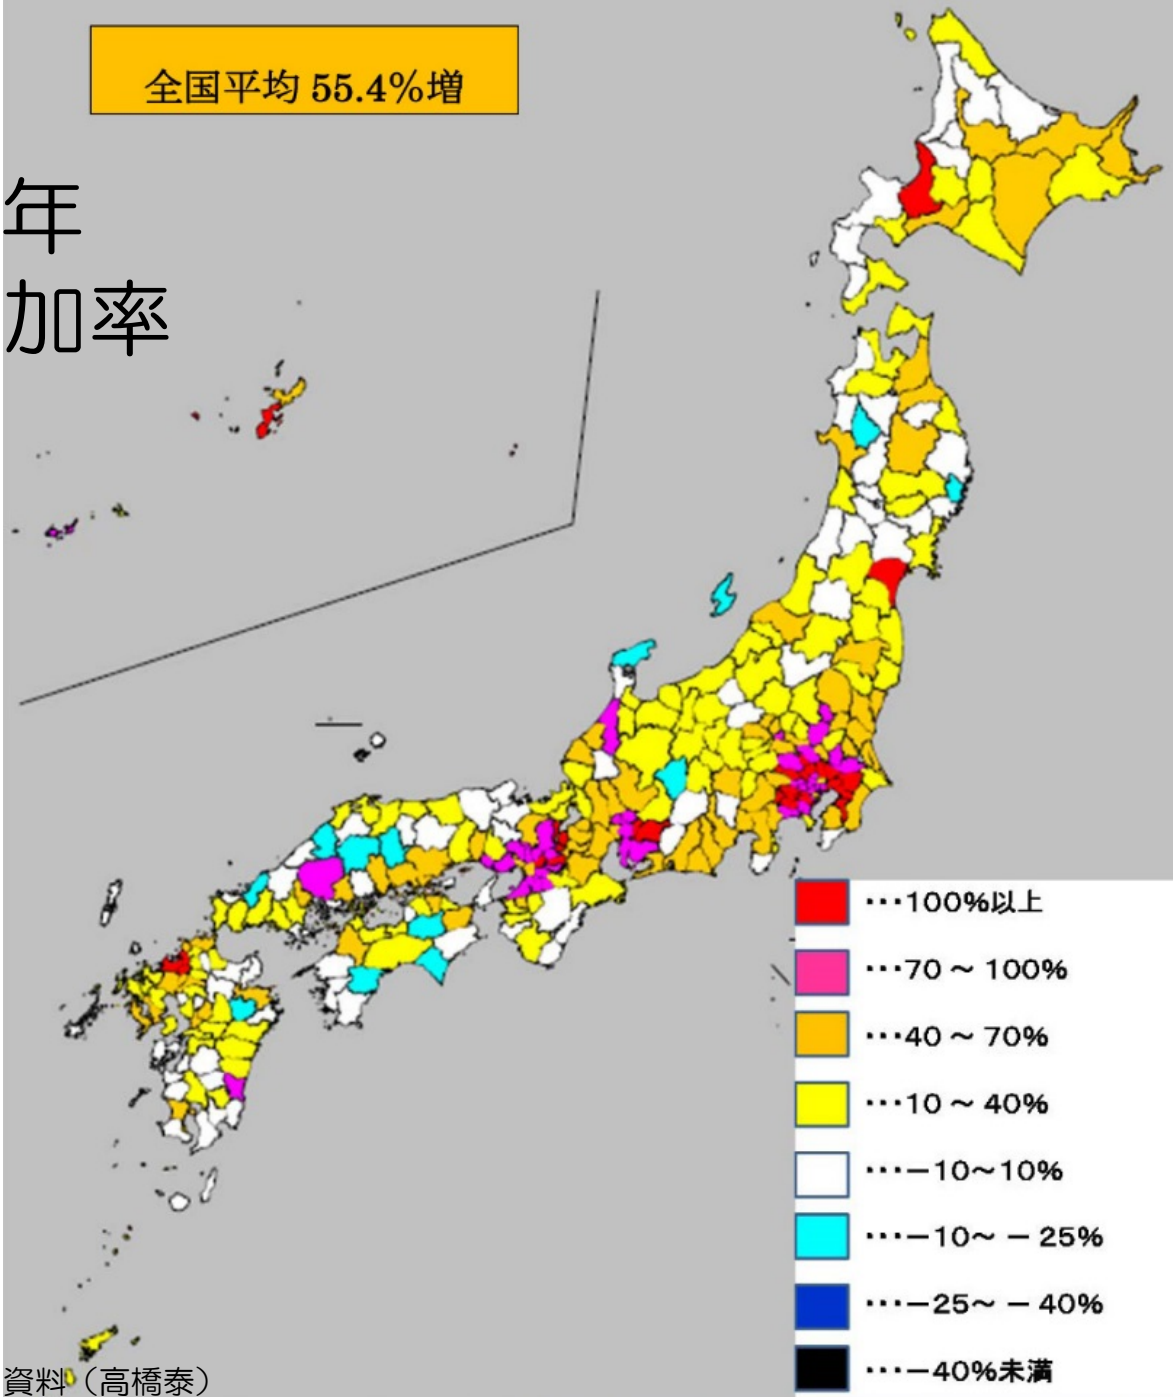 全国平均 55.4%増
年
加率
…100%以上
…70 ~ 100%
…40 ~ 70%
…10 ~ 40%
…-10~10%
…-10~ - 25%
…-25~ - 40%
…-40%未満
資料（高橋泰）